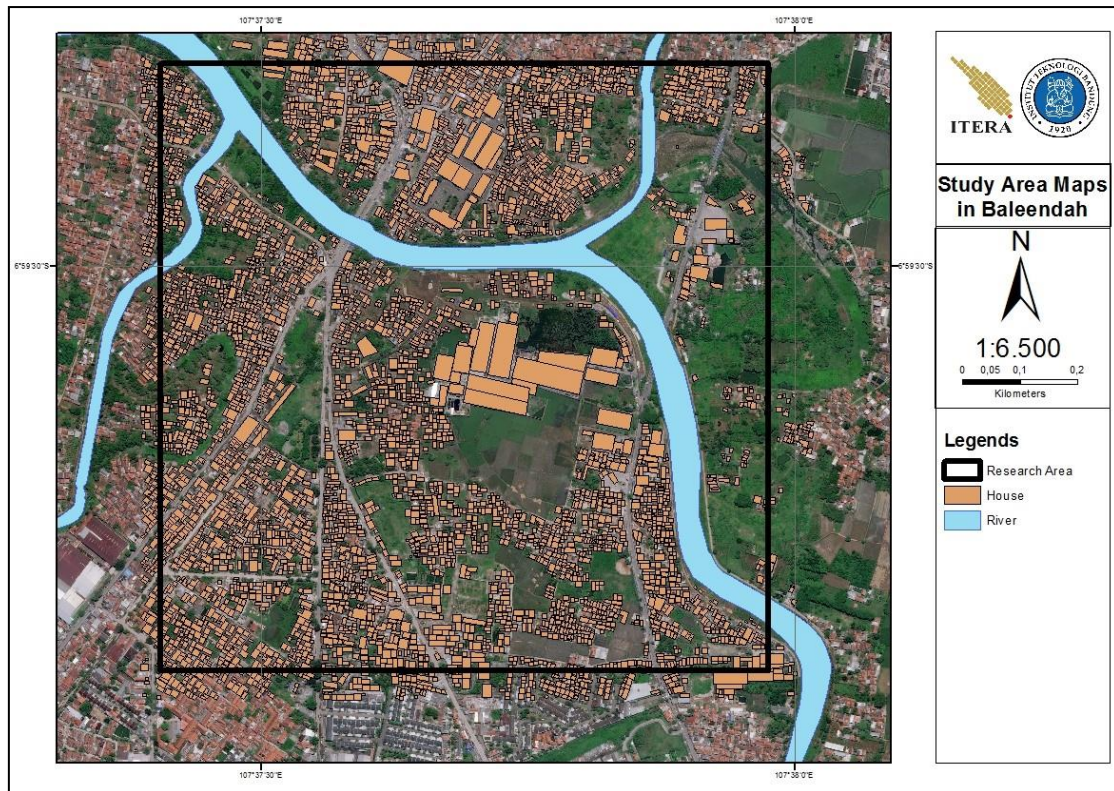 107°37'30"E
107°38'0"E
6°59'30"S
6°59'30"S
107°37'30"E
107°38'0"E
ITERA
INSTITUT TEKNOLOGI BANDUNG
1920
Study Area Maps
in Baleendah
N
1:6.500
0 0,05 0,1 0,2
Kilometers
Legends
Research Area
House
River